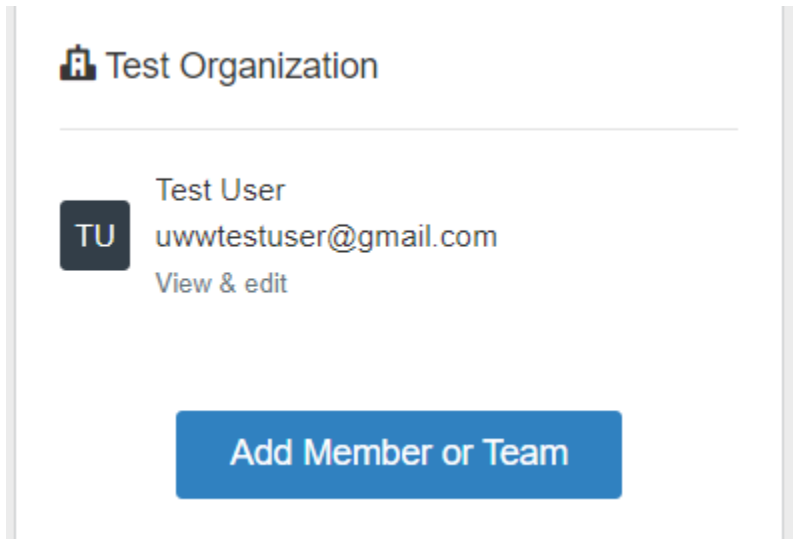 Test Organization
Test User
TU
uwwtestuser@gmail.com
View & edit
Add Member or Team